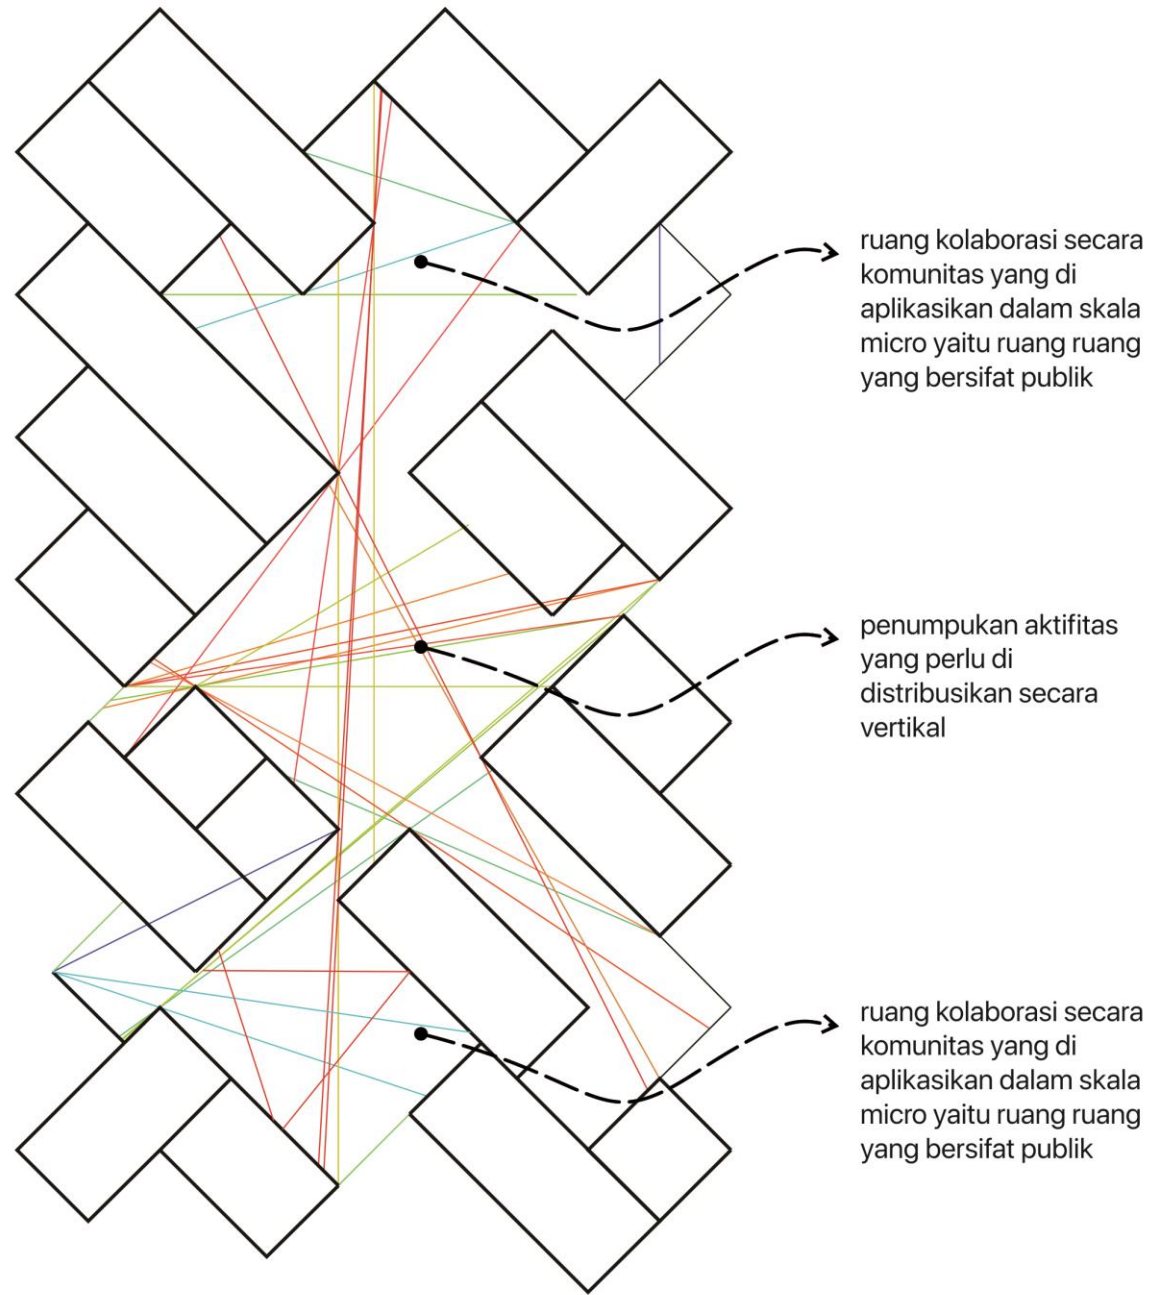 ruang kolaborasi secara
komunitas yang di
aplikasikan dalam skala
micro yaitu ruang ruang
yang bersifat publik
penumpukan aktifitas
yang perlu di
distribusikan secara
vertikal
ruang kolaborasi secara
komunitas yang di
aplikasikan dalam skala
micro yaitu ruang ruang
yang bersifat publik